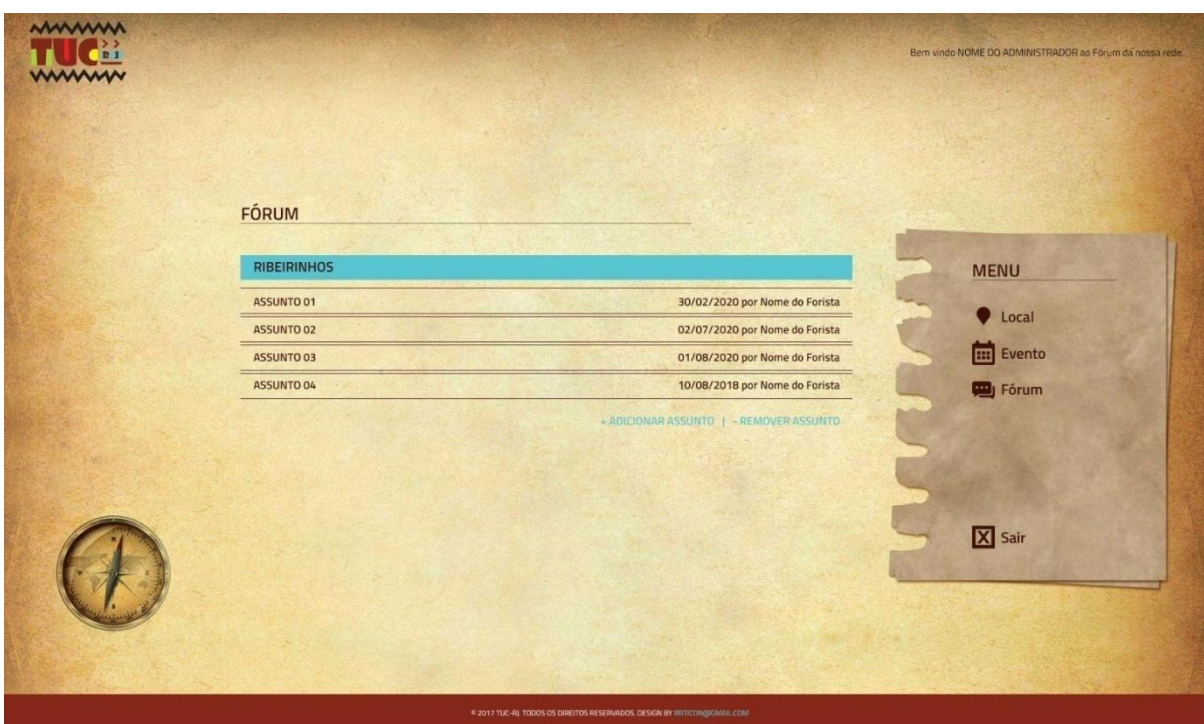 TUC >> RJ
Bem vindo NOME DO ADMINISTRADOR ao Fórum da nossa rede.
FÓRUM
RIBEIRINHOS
ASSUNTO 01 30/02/2020 por Nome do Forista
ASSUNTO 02 02/07/2020 por Nome do Forista
ASSUNTO 03 01/08/2020 por Nome do Forista
ASSUNTO 04 10/08/2018 por Nome do Forista
+ ADICIONAR ASSUNTO | - REMOVER ASSUNTO
MENU
Local
Evento
Fórum
X Sair
N
© 2017 TUC-RJ. TODOS OS DIREITOS RESERVADOS. DESIGN BY